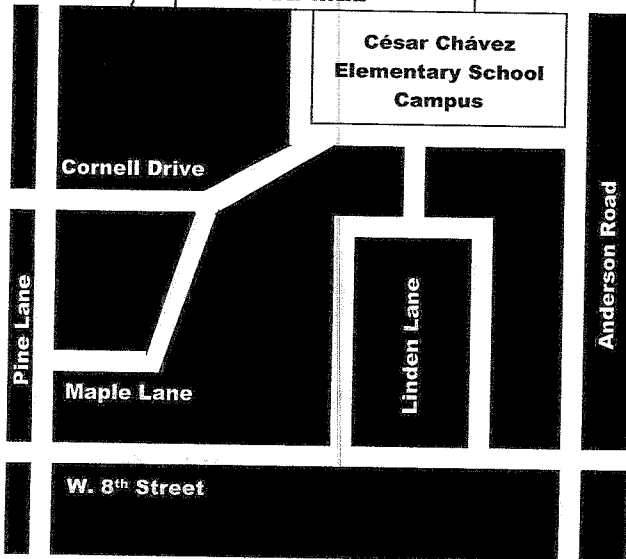 César Chávez
Elementary School
Campus
Cornell Drive
Anderson Road
Pine Lane
Linden Lane
Maple Lane
W. 8th Street